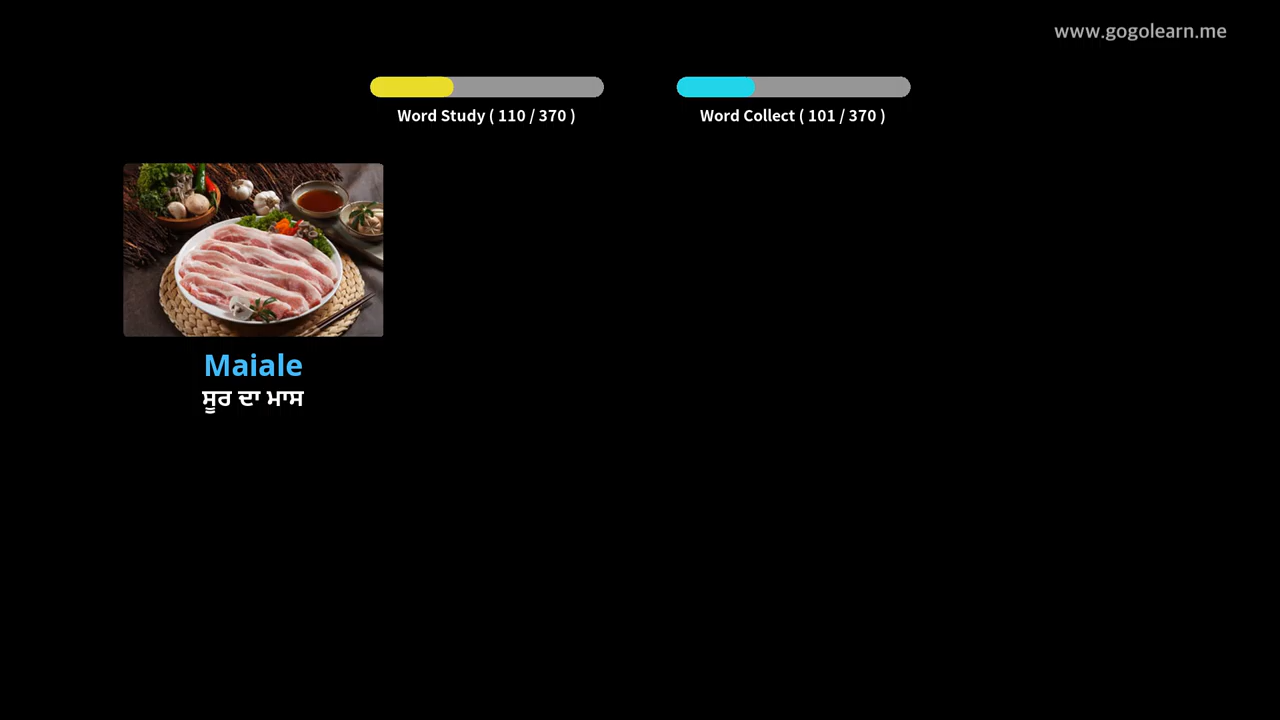 www.gogolearn.me
Word Study ( 110 / 370 )
Word Collect ( 101 / 370 )
Maiale
ਸੂਰ ਦਾ ਮਾਸ